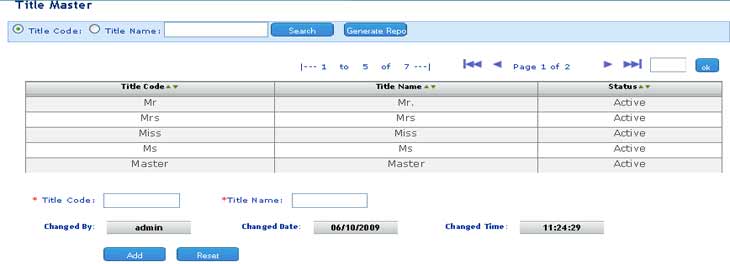 Title Master
Title Code: Title Name: Search Generate Repo
|--- 1 to 5 of 7 ---| Page 1 of 2 ok
Title Code Title Name Status
Mr Mr. Active
Mrs Mrs Active
Miss Miss Active
Ms Ms Active
Master Master Active
* Title Code: *Title Name:
Changed By: admin Changed Date: 06/10/2009 Changed Time: 11:24:29
Add Reset